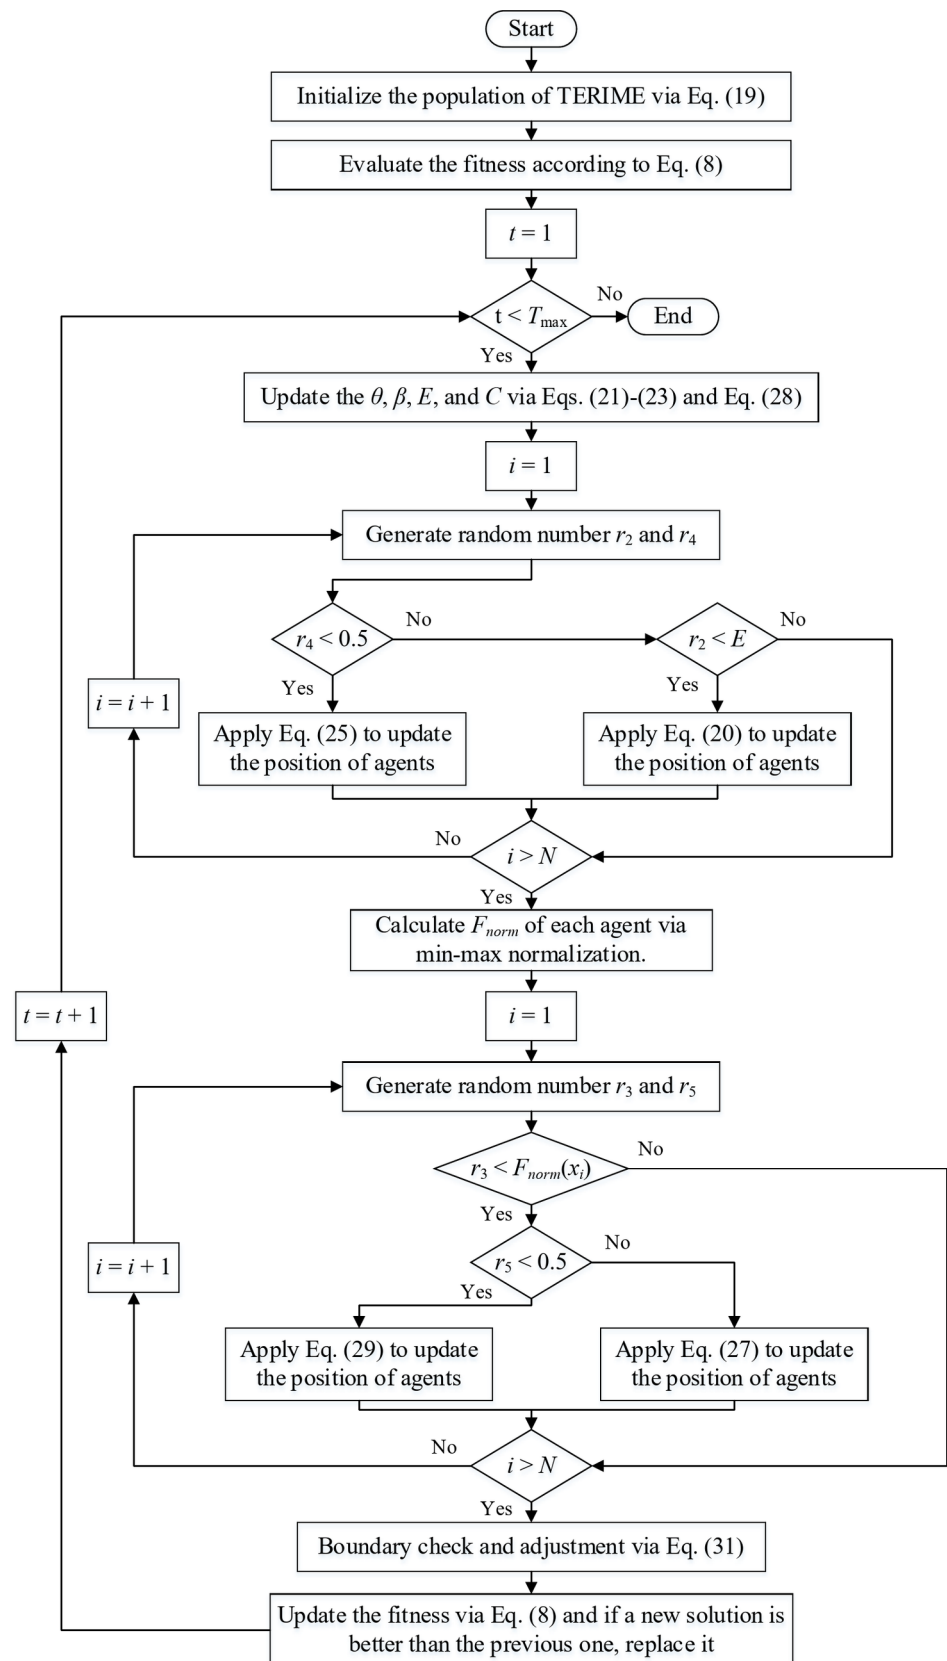 Start
Initialize the population of TERIME via Eq. (19)
Evaluate the fitness according to Eq. (8)
t = 1
t < Tmax
No
End
Yes
Update the θ, β, E, and C via Eqs. (21)-(23) and Eq. (28)
i = 1
Generate random number r2 and r4
r4 < 0.5
No
r2 < E
No
Yes
Yes
i = i + 1
Apply Eq. (25) to update
the position of agents
Apply Eq. (20) to update
the position of agents
No
i > N
Yes
Calculate Fnorm of each agent via
min-max normalization.
t = t + 1
i = 1
Generate random number r3 and r5
r3 < Fnorm(xi)
No
Yes
r5 < 0.5
No
Yes
i = i + 1
Apply Eq. (29) to update
the position of agents
Apply Eq. (27) to update
the position of agents
No
i > N
Yes
Boundary check and adjustment via Eq. (31)
Update the fitness via Eq. (8) and if a new solution is
better than the previous one, replace it